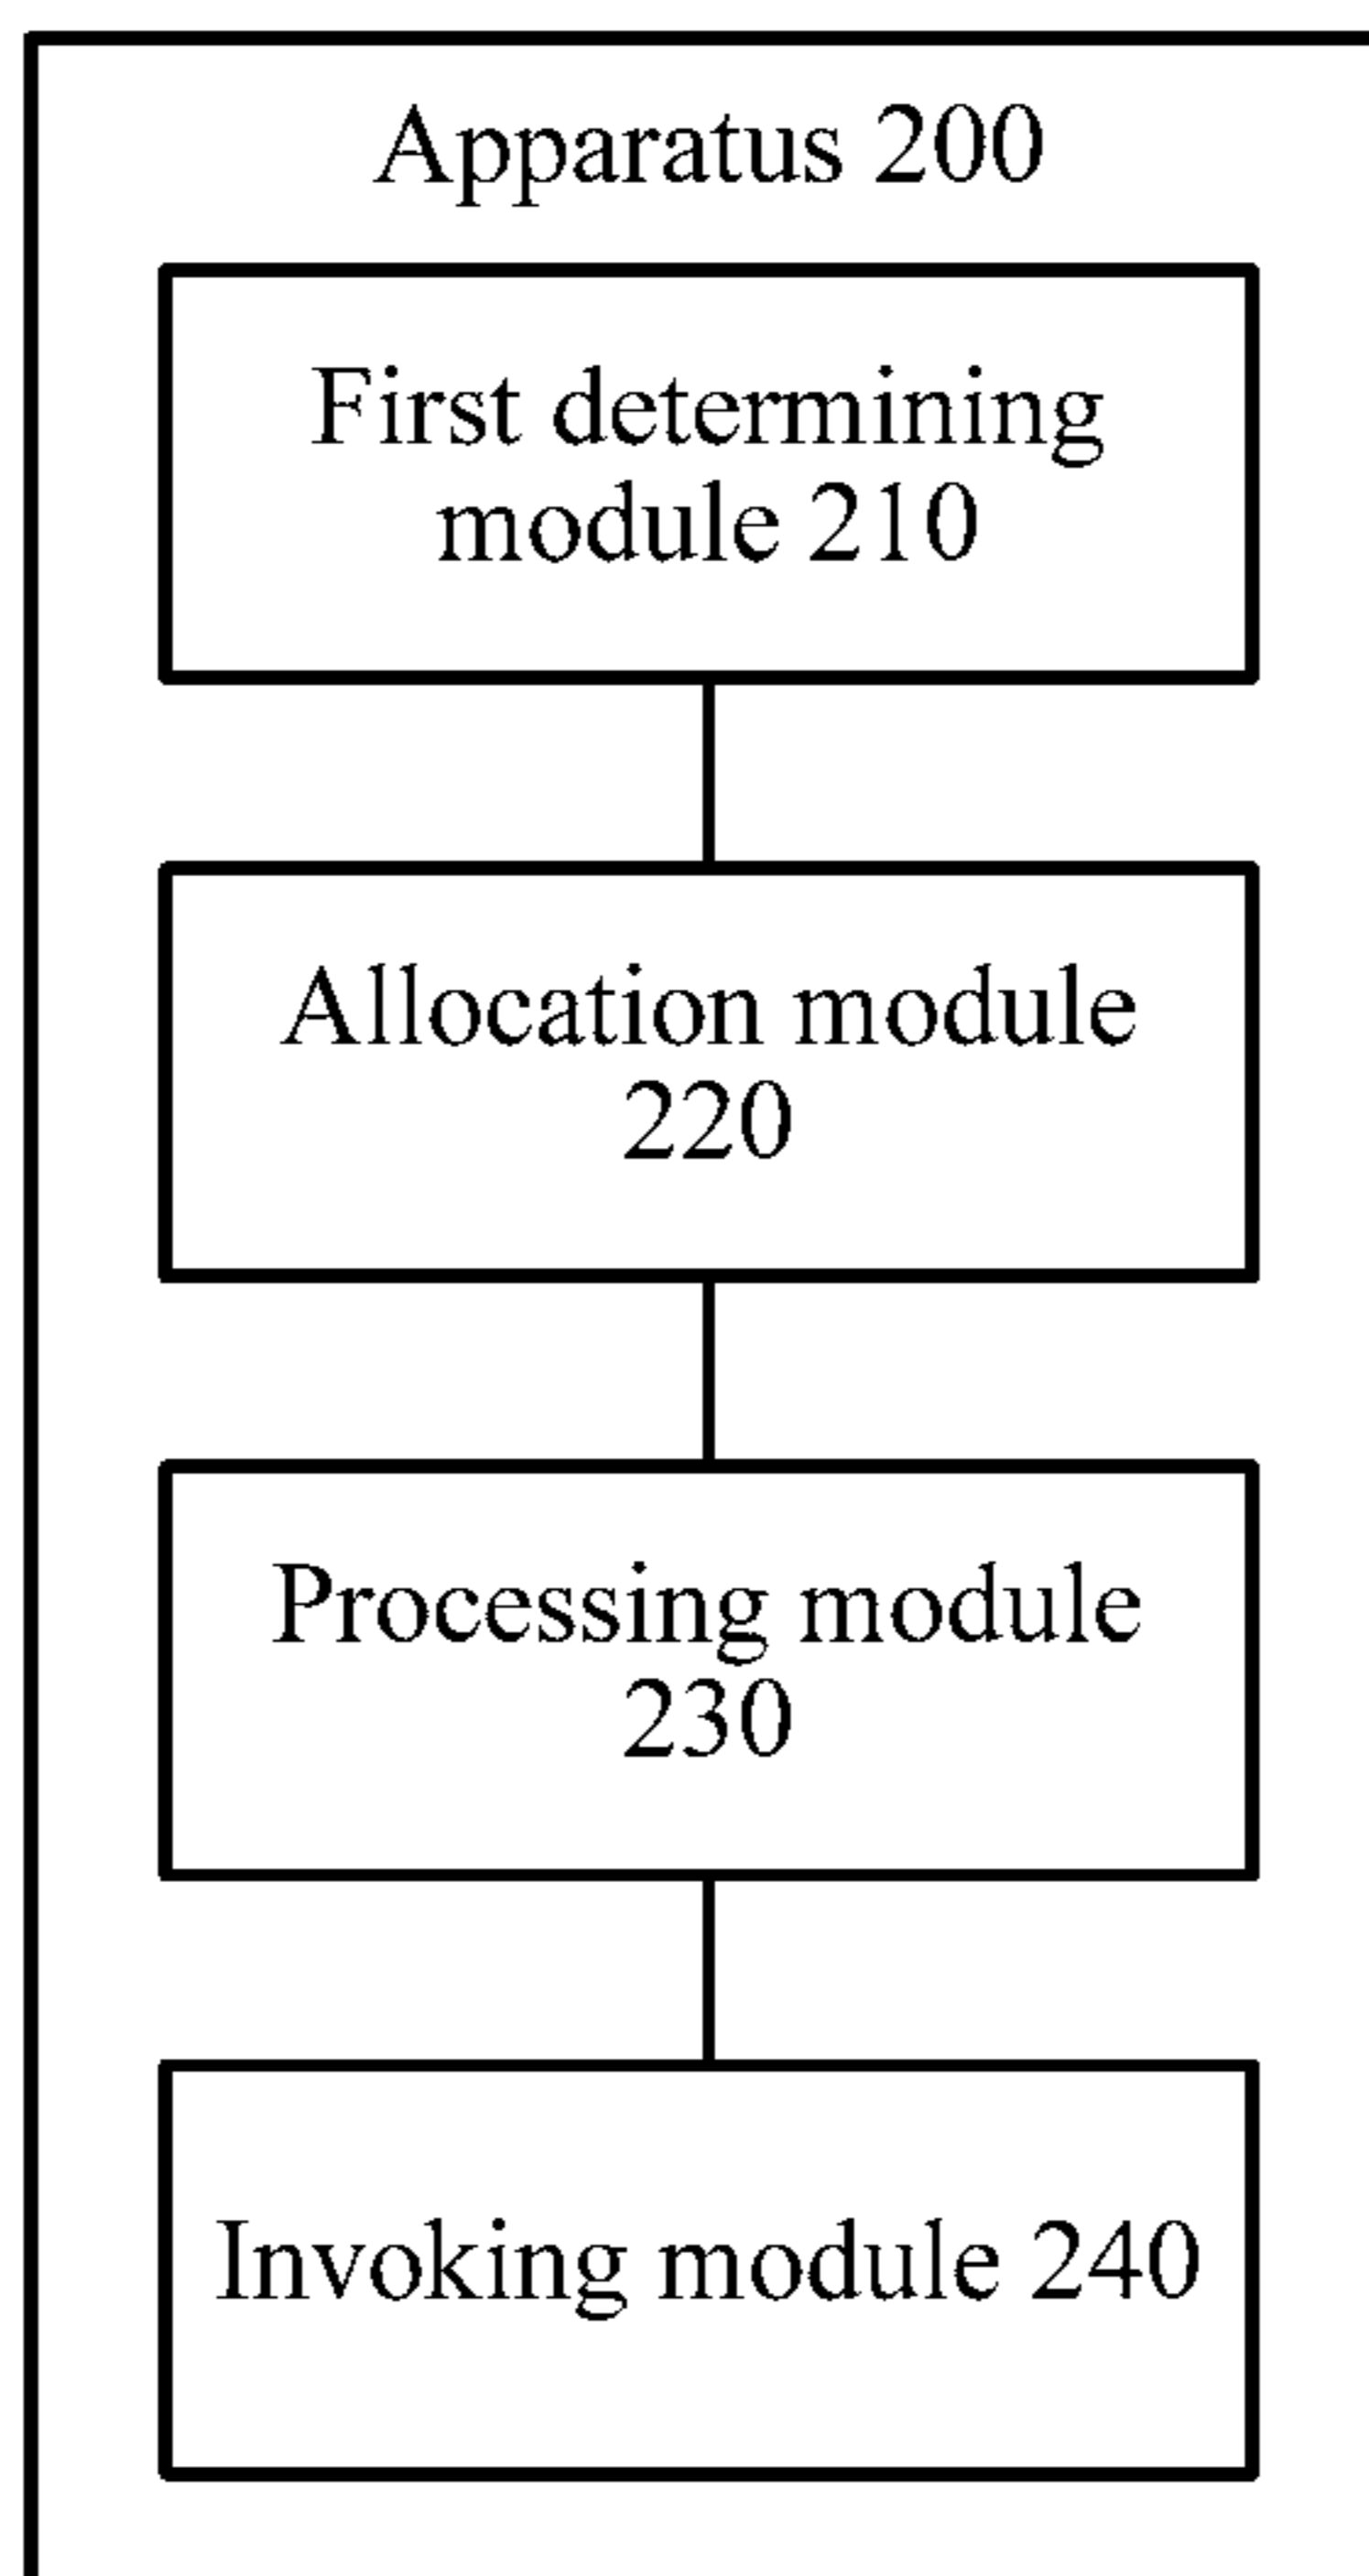 Apparatus 200
First determining
module 210
Allocation module
220
Processing module
230
Invoking module 240